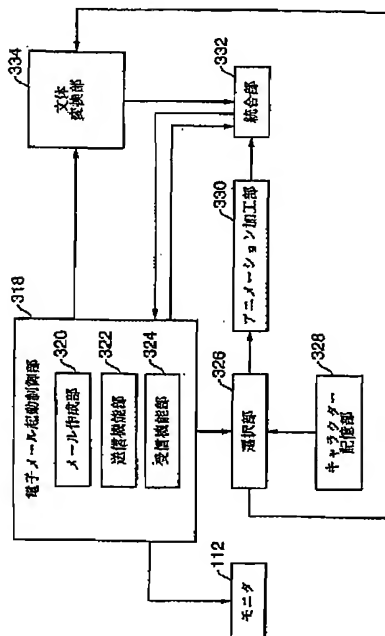 318
電子メール起動制御部
320
メール作成部
322
送信機能部
324
受信機能部
334
文体
変換部
332
統合部
330
アニメーション加工部
326
選択部
328
キャラクター
記憶部
112
モニタ